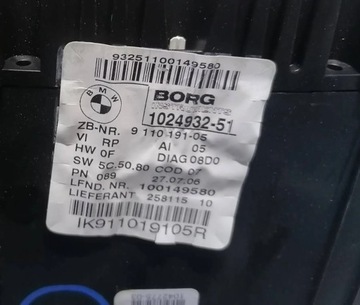 93251100149580
BMW
BORG
1024932-51
ZB-NR. 9 110 191-05
VI RP AI 05
HW 0F DIAG 08D0
SW 5C.50.80 COD 07
PN 089 27.07.06
LFND. NR. 100149580
LIEFERANT 258115 10
IK911019105R